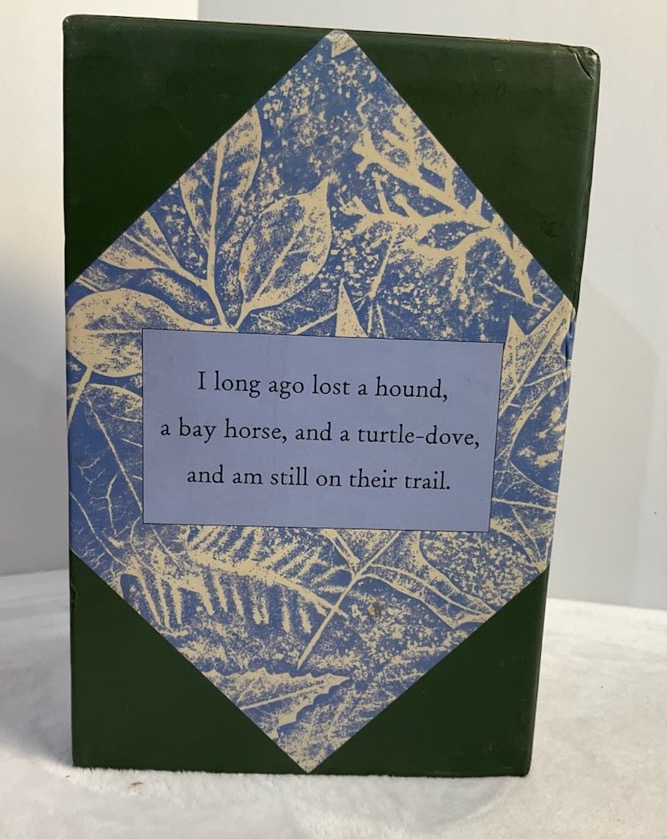 I long ago lost a hound,
a bay horse, and a turtle-dove,
and am still on their trail.